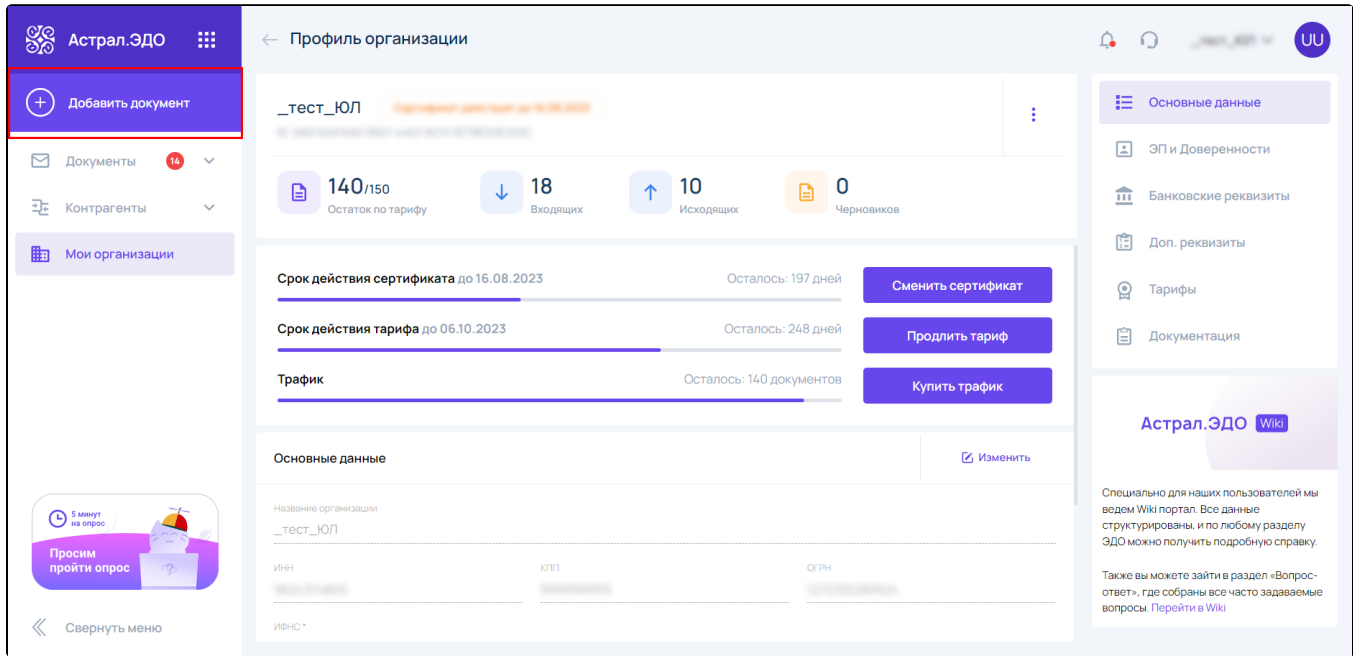 Астрал.ЭДО
Добавить документ
Документы 14
Контрагенты
Мои организации
5 минут
на опрос
Просим
пройти опрос
?
Свернуть меню
Профиль организации
UU
_тест_ЮЛ
140/150
Остаток по тарифу
18
Входящих
10
Исходящих
0
Черновиков
Срок действия сертификата до 16.08.2023 Осталось: 197 дней Сменить сертификат
Срок действия тарифа до 06.10.2023 Осталось: 248 дней Продлить тариф
Трафик Осталось: 140 документов Купить трафик
Основные данные Изменить
Название организации
_тест_ЮЛ
ИНН КПП ОГРН
ИФНС *
Основные данные
ЭП и Доверенности
Банковские реквизиты
Доп. реквизиты
Тарифы
Документация
Астрал.ЭДО Wiki
Специально для наших пользователей мы
ведем Wiki портал. Все данные
структурированы, и по любому разделу
ЭДО можно получить подробную справку.
Также вы можете зайти в раздел «Вопрос-
ответ», где собраны все часто задаваемые
вопросы. Перейти в Wiki